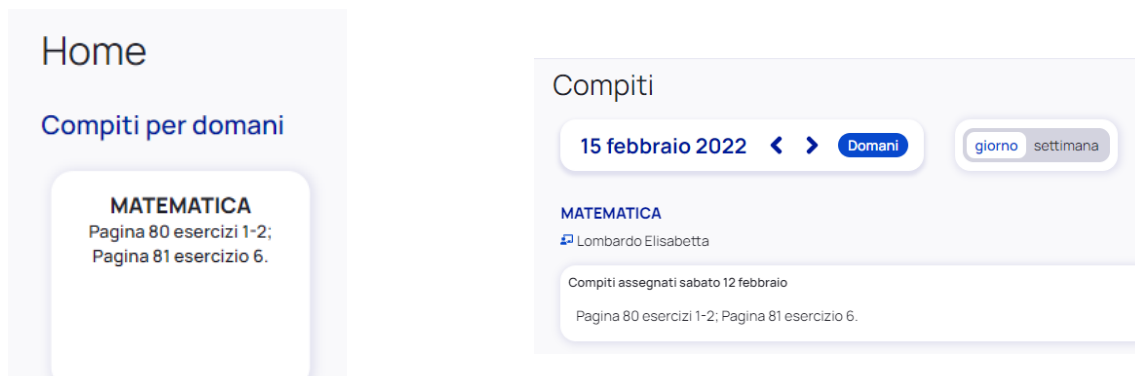 Home
Compiti per domani
MATEMATICA
Pagina 80 esercizi 1-2;
Pagina 81 esercizio 6.
Compiti
15 febbraio 2022 Domani giorno settimana
MATEMATICA
Lombardo Elisabetta
Compiti assegnati sabato 12 febbraio
Pagina 80 esercizi 1-2; Pagina 81 esercizio 6.